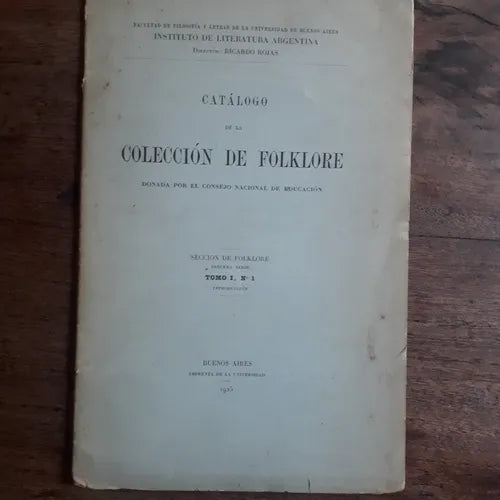 FACULTAD DE FILOSOFÍA Y LETRAS DE LA UNIVERSIDAD DE BUENOS AIRES
INSTITUTO DE LITERATURA ARGENTINA
DIRECTOR: RICARDO ROJAS
CATÁLOGO
DE LA
COLECCIÓN DE FOLKLORE
DONADA POR EL CONSEJO NACIONAL DE EDUCACIÓN
SECCIÓN DE FOLKLORE
SERIE
TOMO I, Nº 1
BUENOS AIRES
IMPRENTA DE LA UNIVERSIDAD
1925